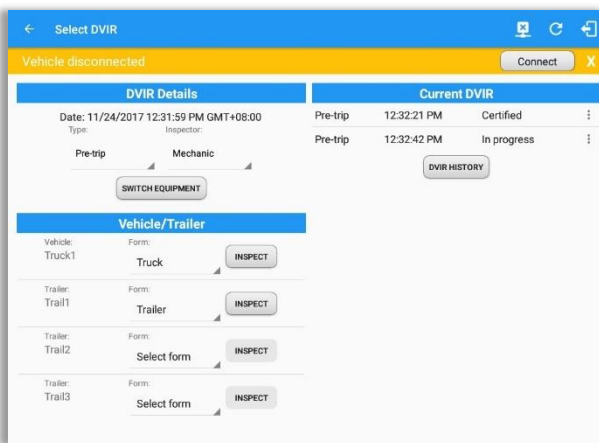 Select DVIR
Vehicle disconnected
Connect X
DVIR Details
Date: 11/24/2017 12:31:59 PM GMT+08:00
Type: Inspector:
Pre-trip Mechanic
SWITCH EQUIPMENT
Vehicle/Trailer
Vehicle: Form:
Truck1 Truck INSPECT
Trailer: Form:
Trail1 Trailer INSPECT
Trailer: Form:
Trail2 Select form INSPECT
Trailer: Form:
Trail3 Select form INSPECT
Current DVIR
Pre-trip 12:32:21 PM Certified
Pre-trip 12:32:42 PM In progress
DVIR HISTORY